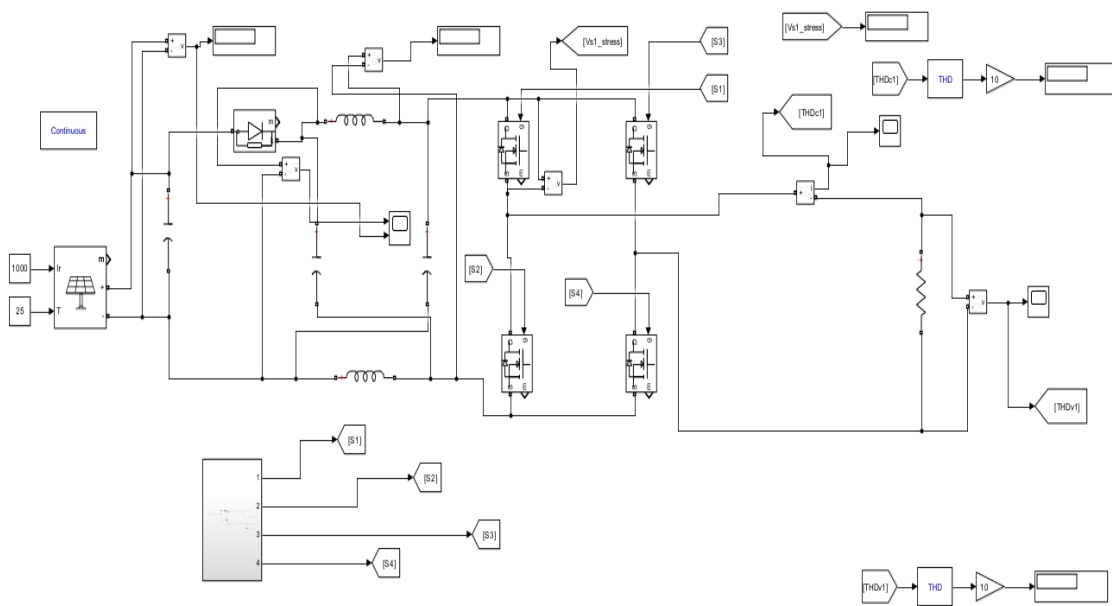 +
-
v
+
-
v
[Vs1_stress]
[S3]
[Vs1_stress]
[THDc1]
THD
10
[S1]
Continuous
m
[THDc1]
+
-
v
+
-
v
+
-
i
1000
Ir
m
25
T
+
-
[S2]
[S4]
+
-
v
g
D
S
m
g
D
S
m
g
D
S
m
g
D
S
m
[THDv1]
[S1]
1
[S2]
2
[S3]
3
[S4]
4
[THDv1]
THD
10